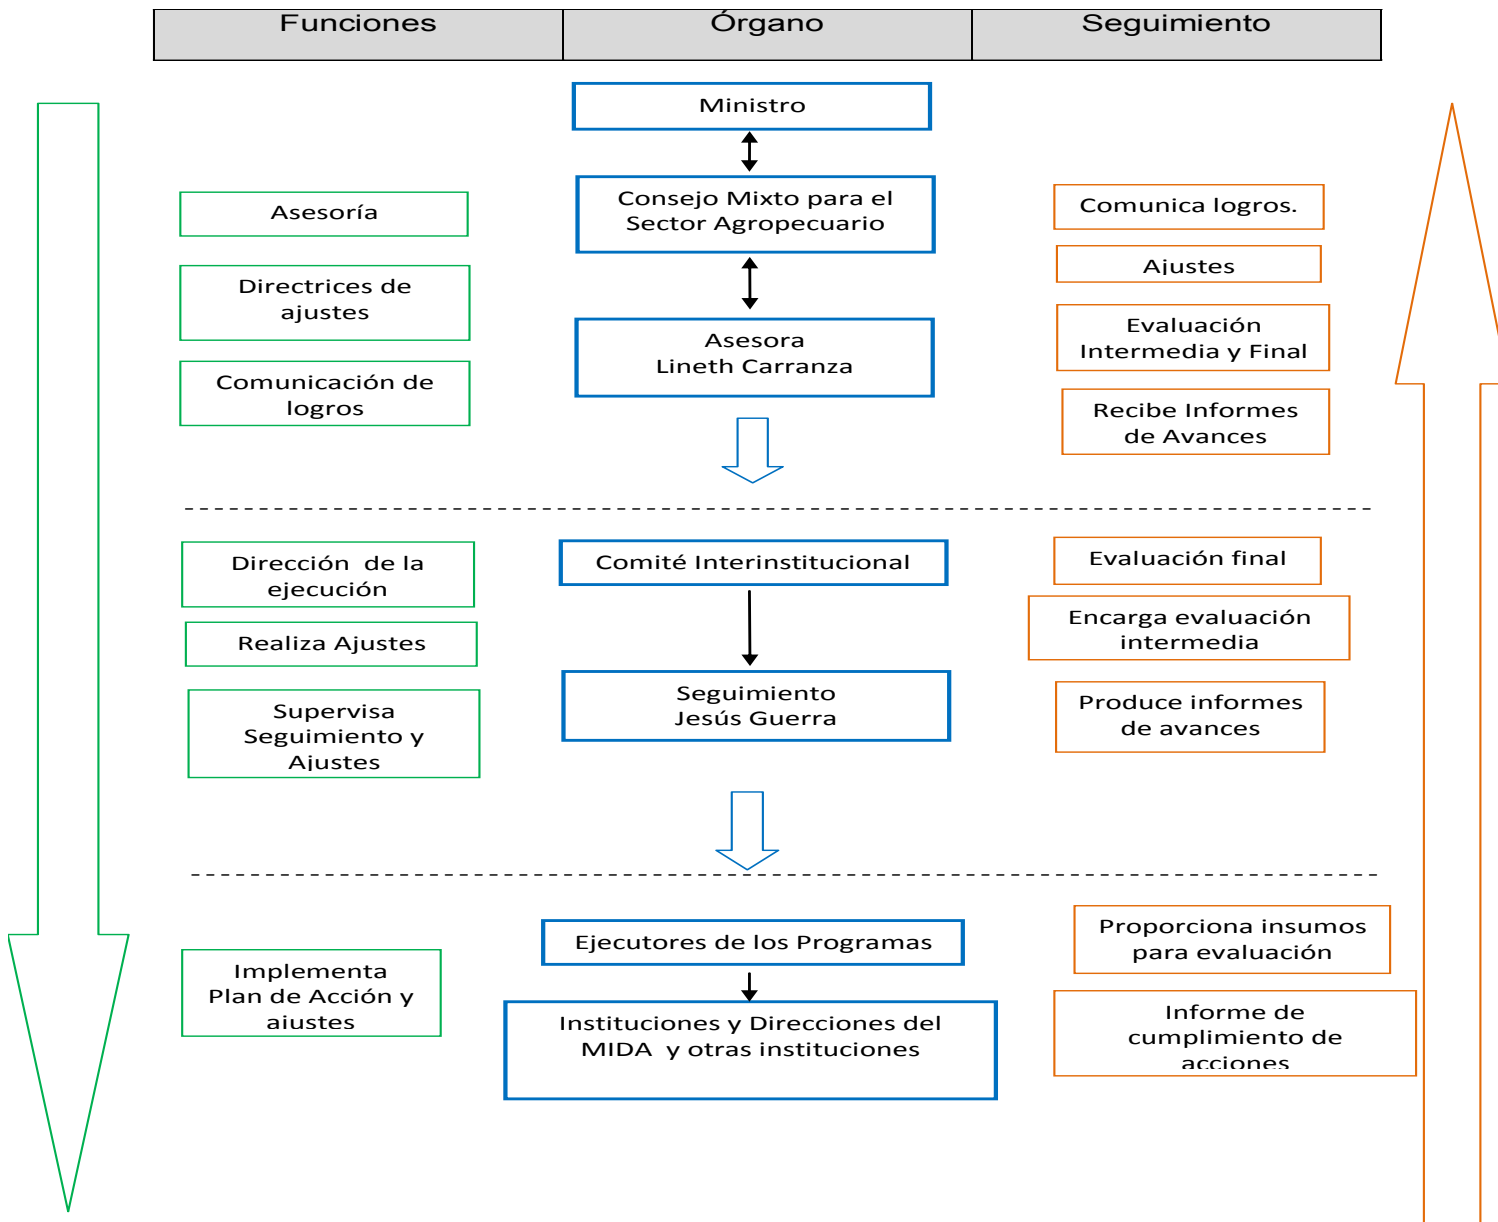 Funciones
Órgano
Seguimiento
Ministro
Asesoría
Directrices de
ajustes
Comunicación de
logros
Consejo Mixto para el
Sector Agropecuario
Asesora
Lineth Carranza
Comunica logros.
Ajustes
Evaluación
Intermedia y Final
Recibe Informes
de Avances
Dirección  de la
ejecución
Realiza Ajustes
Supervisa
Seguimiento y
Ajustes
Comité Interinstitucional
Seguimiento
Jesús Guerra
Evaluación final
Encarga evaluación
intermedia
Produce informes
de avances
Implementa
Plan de Acción y
ajustes
Ejecutores de los Programas
Instituciones y Direcciones del
MIDA  y otras instituciones
Proporciona insumos
para evaluación
Informe de
cumplimiento de
acciones